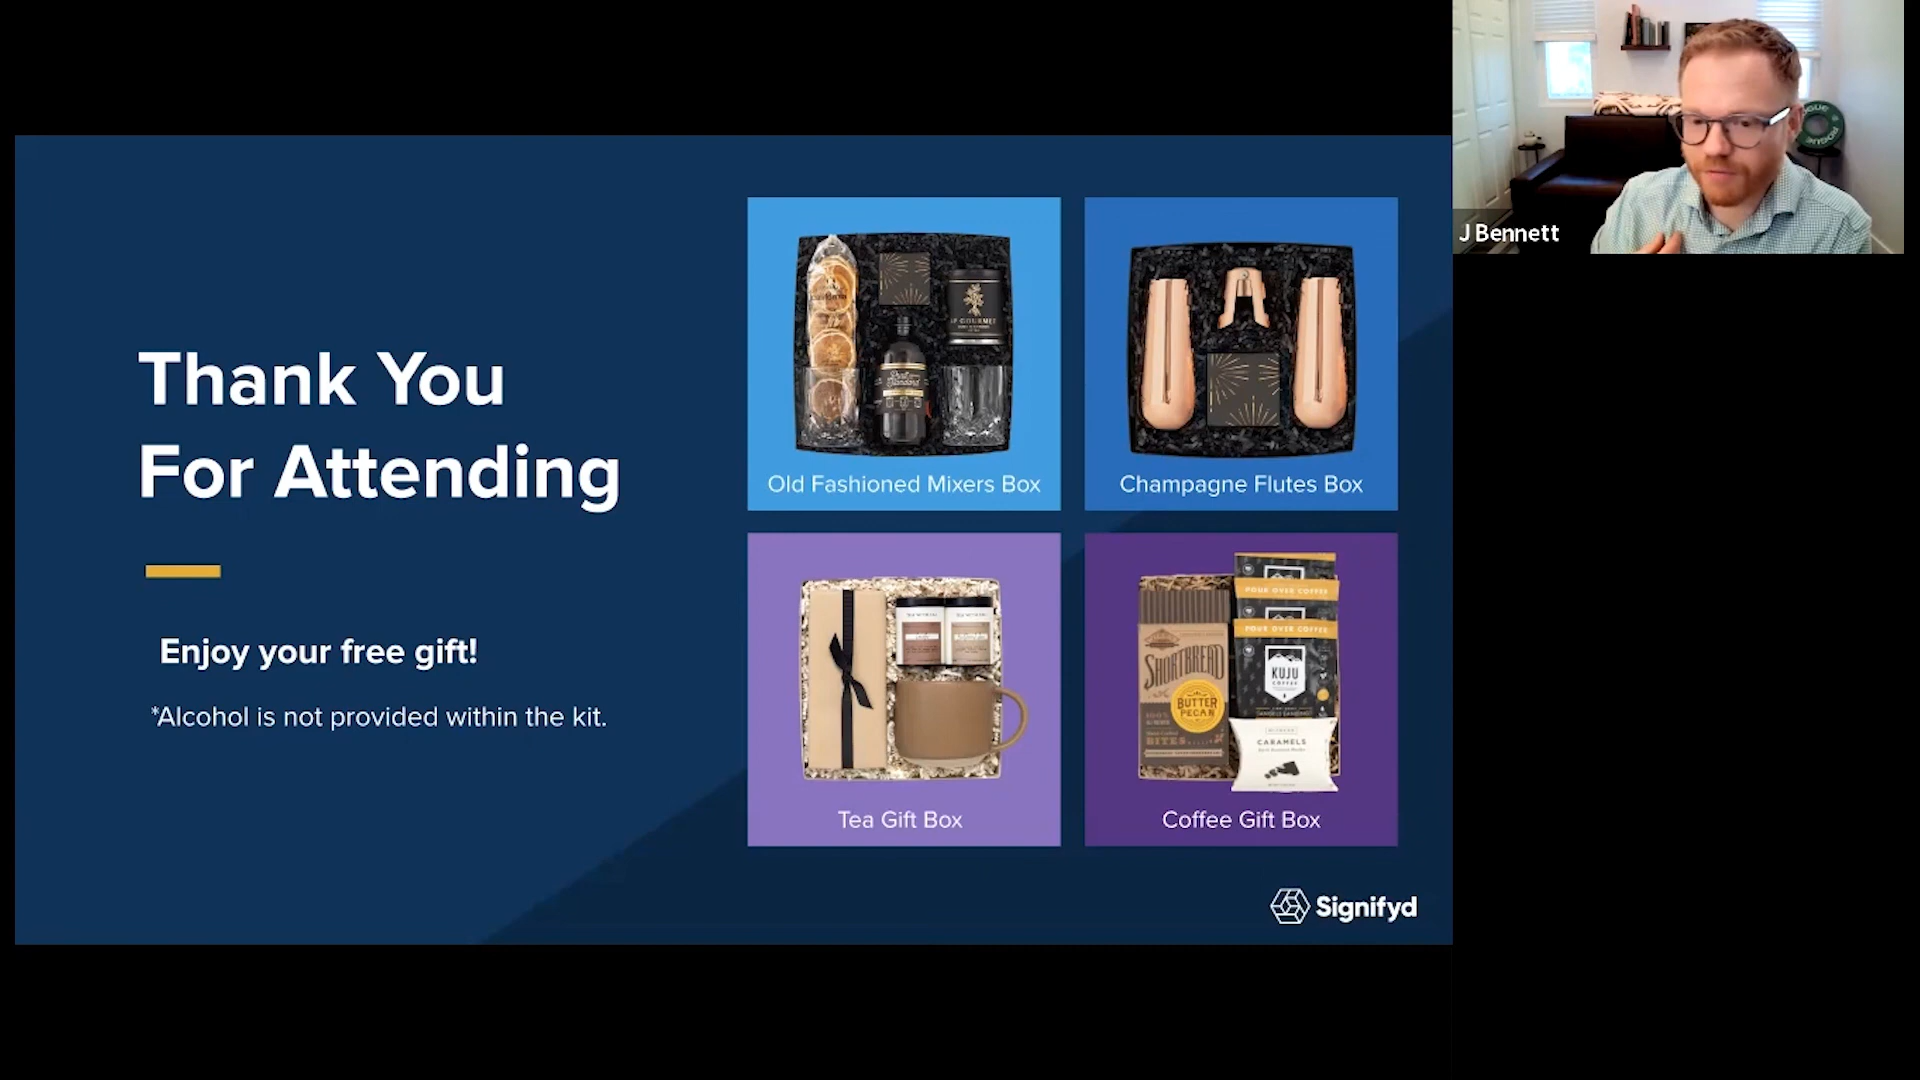 Thank You
For Attending
Enjoy your free gift!
*Alcohol is not provided within the kit.
Old Fashioned Mixers Box
Champagne Flutes Box
Tea Gift Box
SHORTBREAD
BUTTER
PECAN
BITES
POUR OVER COFFEE
POUR OVER COFFEE
KUJU
COFFEE
CARAMELS
Coffee Gift Box
Signifyd
J Bennett